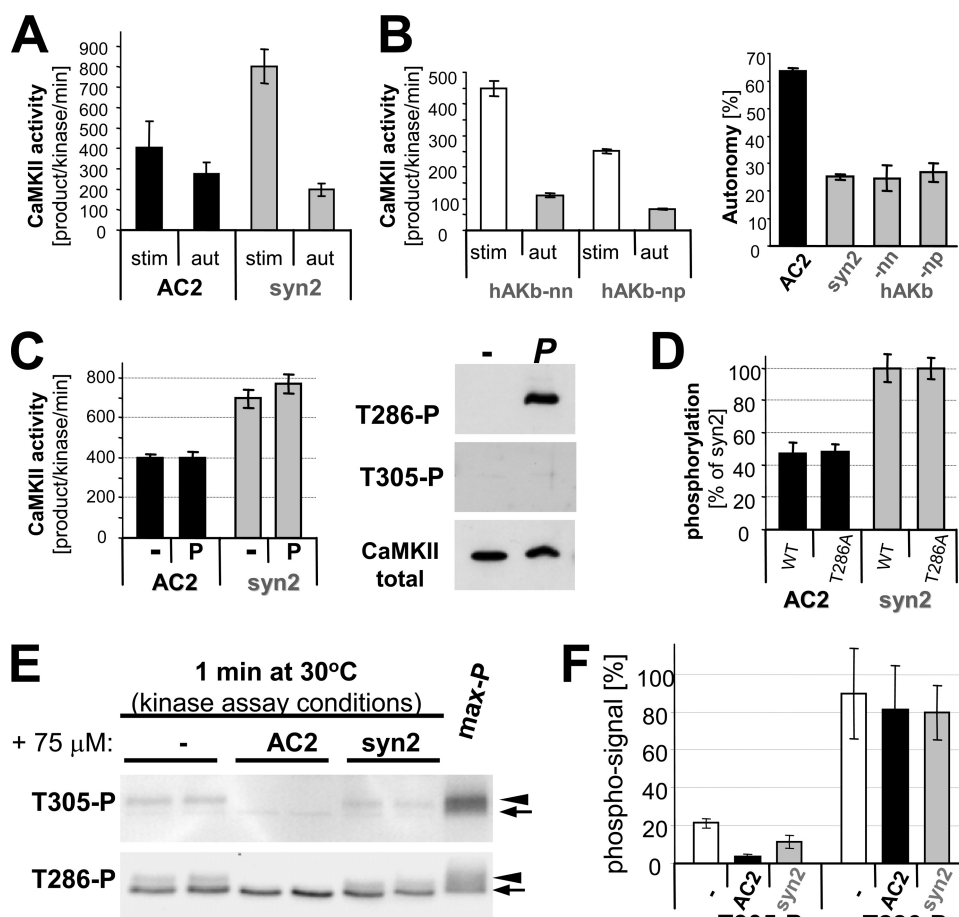 A
CaMKII activity
[product/kinase/min]
900
800
700
600
500
400
300
200
100
0
stim aut stim aut
AC2 syn2
B
CaMKII activity
[product/kinase/min]
500
400
300
200
100
0
stim aut stim aut
hAKb-nn hAKb-np
Autonomy [%]
70
60
50
40
30
20
10
0
AC2 syn2 -nn -np
hAKb
C
CaMKII activity
[product/kinase/min]
800
600
400
200
0
- P - P
AC2 syn2
- P
T286-P
T305-P
CaMKII
total
D
phosphorylation
[% of syn2]
100
80
60
40
20
0
WT T286A WT T286A
AC2 syn2
E
1 min at 30°C
(kinase assay conditions)
max-P
+ 75 µM: - AC2 syn2
T305-P
T286-P
F
phospho-signal [%]
100
80
60
40
20
0
- AC2 syn2 - AC2 syn2